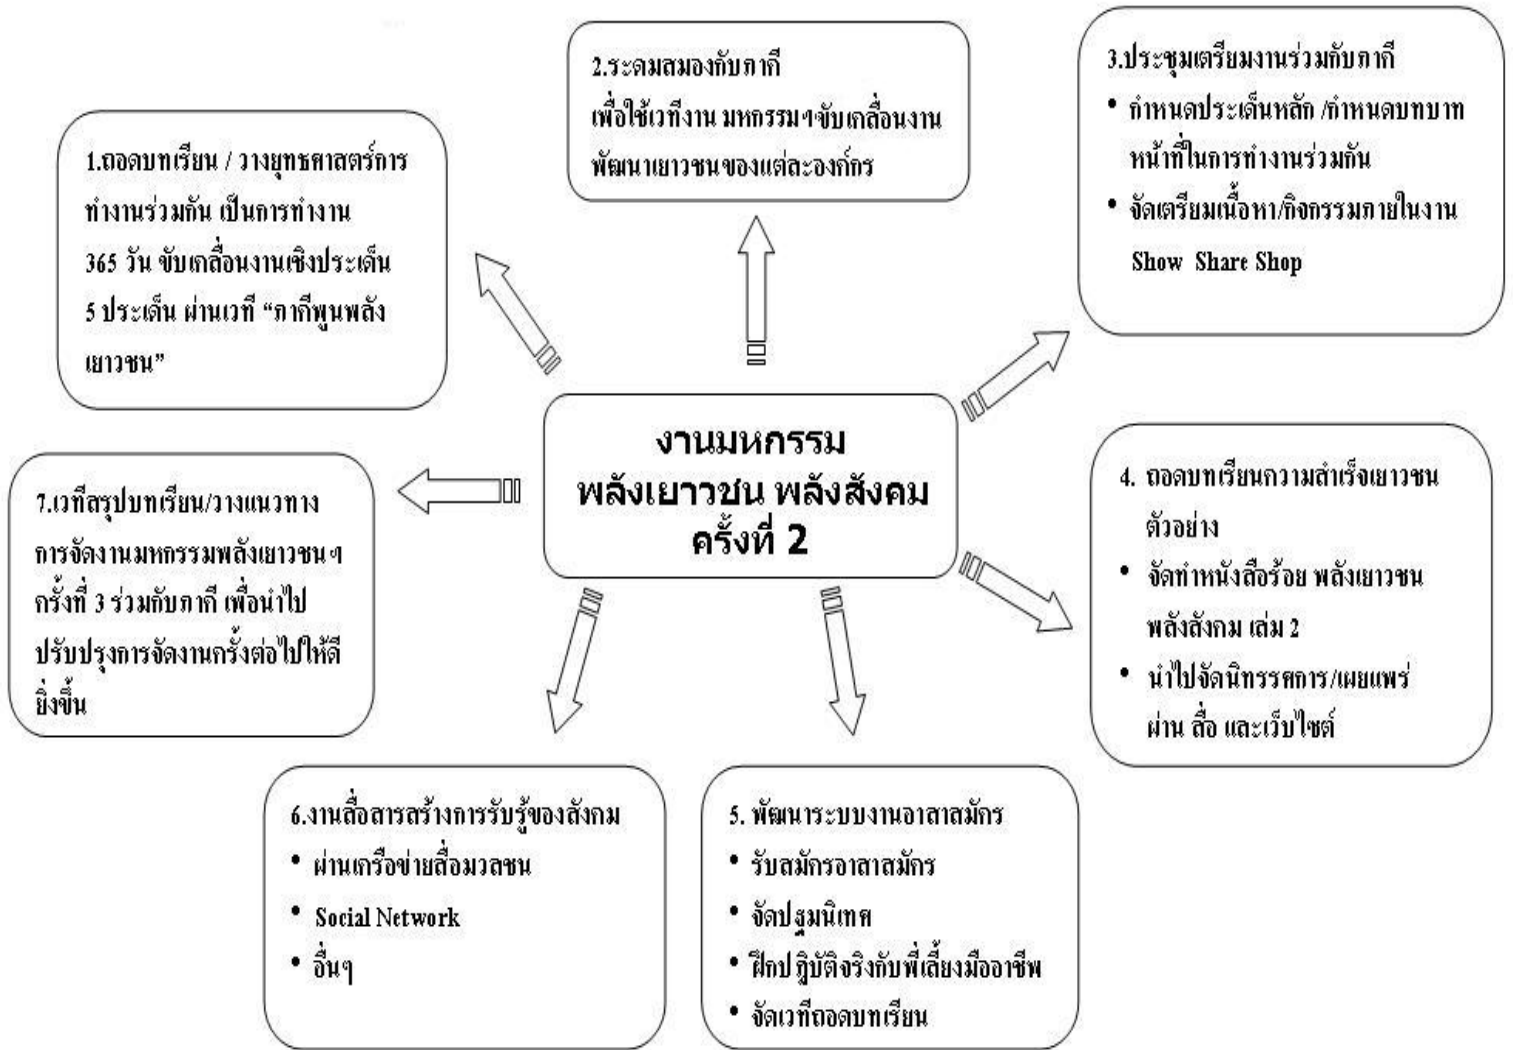 1.ถอดบทเรียน / วางยุทธศาสตร์การ
ทำงานร่วมกัน เป็นการทำงาน
365 วัน ขับเคลื่อนงานเชิงประเด็น
5 ประเด็น ผ่านเวที “ภาคีพูนพลัง
เยาวชน”
2.ระดมสมองกับภาคี
เพื่อใช้เวทีงาน มหกรรมฯขับเคลื่อนงาน
พัฒนาเยาวชนของแต่ละองค์กร
3.ประชุมเตรียมงานร่วมกับภาคี
• กำหนดประเด็นหลัก /กำหนดบทบาท
หน้าที่ในการทำงานร่วมกัน
• จัดเตรียมเนื้อหา/กิจกรรมภายในงาน
Show Share Shop
งานมหกรรม
พลังเยาวชน พลังสังคม
ครั้งที่ 2
4. ถอดบทเรียนความสำเร็จเยาวชน
ตัวอย่าง
• จัดทำหนังสือร้อย พลังเยาวชน
พลังสังคม เล่ม 2
• นำไปจัดนิทรรศการ/เผยแพร่
ผ่าน สื่อ และเว็บไซต์
5. พัฒนาระบบงานอาสาสมัคร
• รับสมัครอาสาสมัคร
• จัดปฐมนิเทศ
• ฝึกปฏิบัติจริงกับพี่เลี้ยงมืออาชีพ
• จัดเวทีถอดบทเรียน
6.งานสื่อสารสร้างการรับรู้ของสังคม
• ผ่านเครือข่ายสื่อมวลชน
• Social Network
• อื่นๆ
7.เวทีสรุปบทเรียน/วางแนวทาง
การจัดงานมหกรรมพลังเยาวชนฯ
ครั้งที่ 3 ร่วมกับภาคี เพื่อนำไป
ปรับปรุงการจัดงานครั้งต่อไปให้ดี
ยิ่งขึ้น